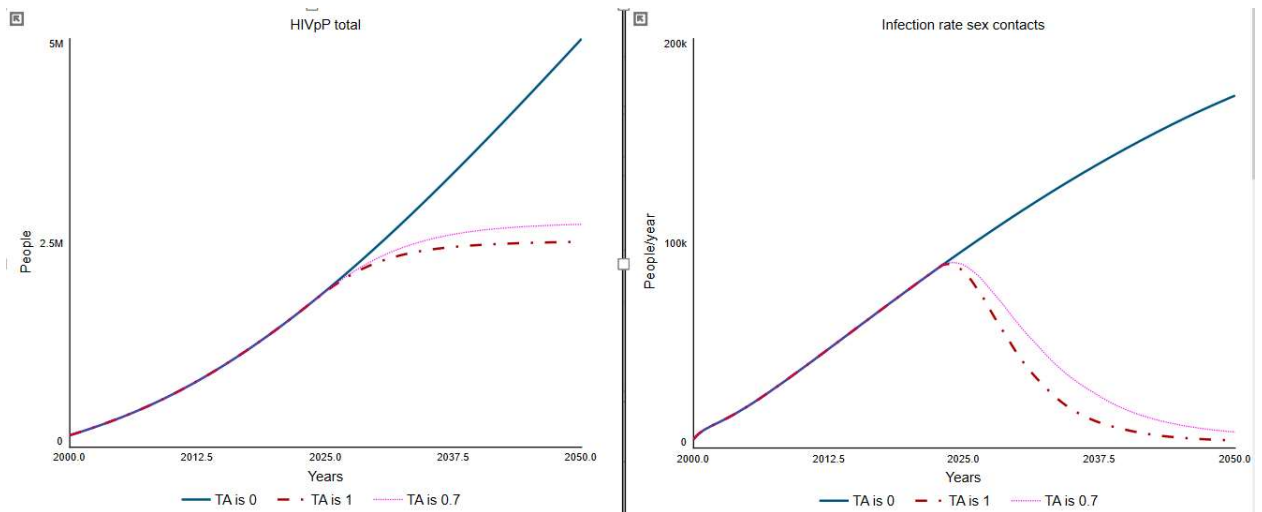 HIVpP total
5M
2.5M
0
People
2000.0 2012.5 2025.0 2037.5 2050.0
Years
TA is 0 TA is 1 TA is 0.7
Infection rate sex contacts
200k
100k
0
People/year
2000.0 2012.5 2025.0 2037.5 2050.0
Years
TA is 0 TA is 1 TA is 0.7